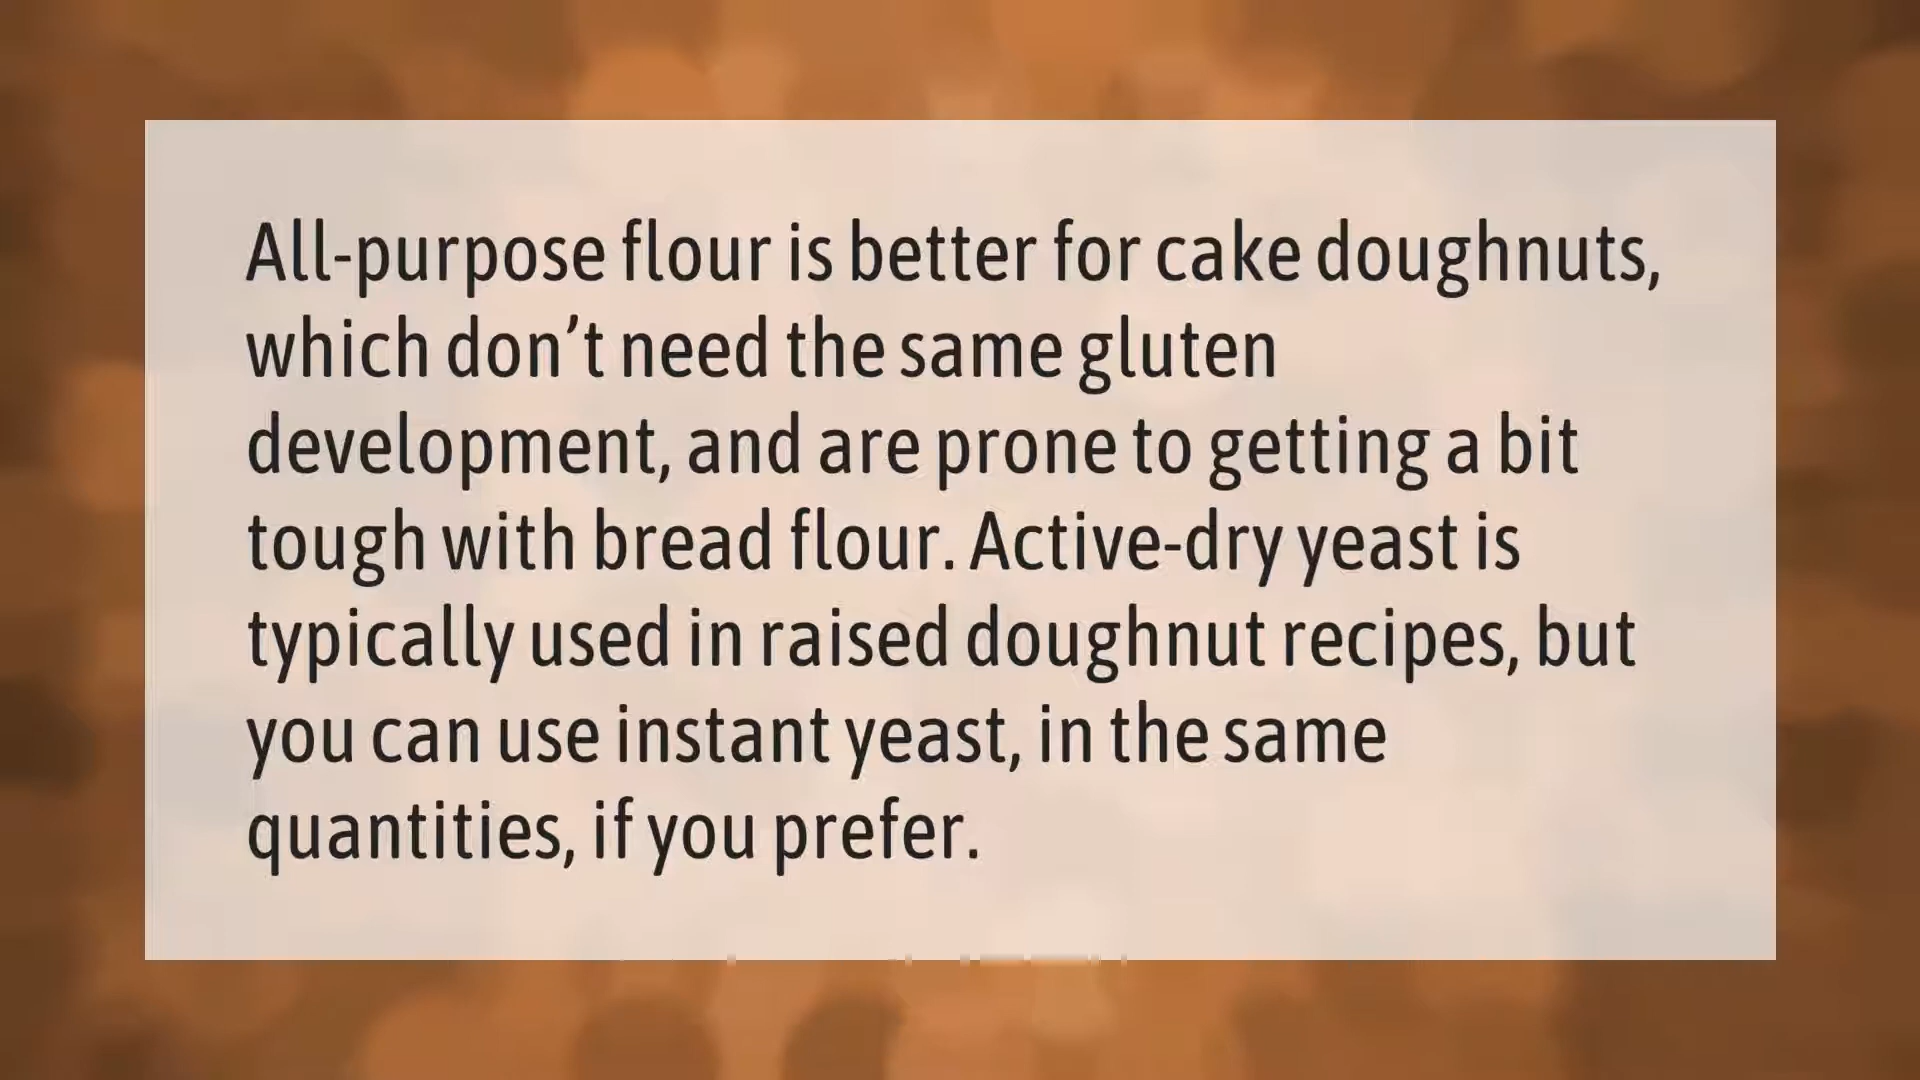 All-purpose flour is better for cake doughnuts,
which don’t need the same gluten
development, and are prone to getting a bit
tough with bread flour. Active-dry yeast is
typically used in raised doughnut recipes, but
you can use instant yeast, in the same
quantities, if you prefer.